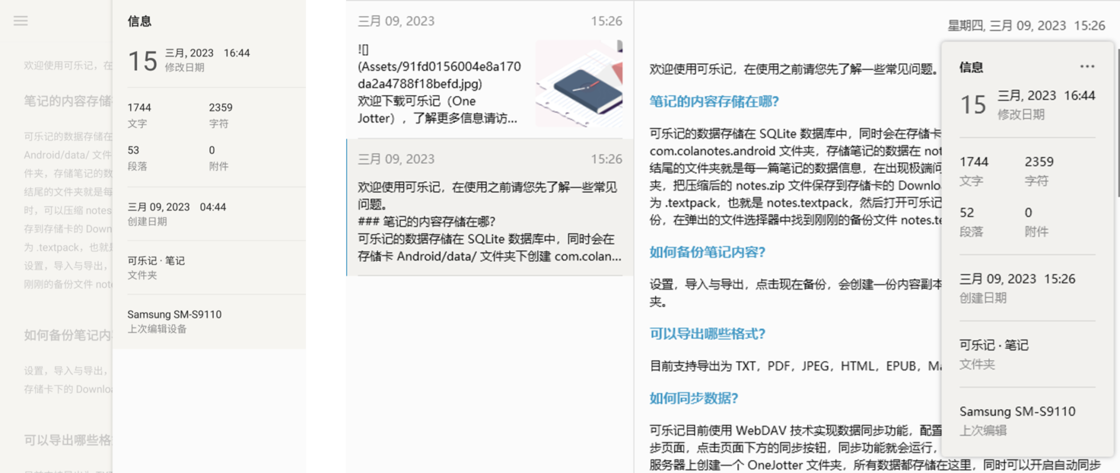 信息
15 三月, 2023 16:44
修改日期
1744 2359
文字 字符
53 0
段落 附件
三月 09, 2023 04:44
创建日期
可乐记 · 笔记
文件夹
Samsung SM-S9110
上次编辑设备
欢迎使用可乐记，在
笔记的内容存储
可乐记的数据存储在
Android/data/ 文件
件夹，存储笔记的数
结尾的文件夹就是每
时，可以压缩 notes
存到存储卡的 Downl
为 .textpack，也就
设置，导入与导出，
刚刚的备份文件 note
如何备份笔记内
设置，导入与导出，
存储卡下的 Downloa
可以导出哪些格
三月 09, 2023 15:26
![]
(Assets/91fd0156004e8a170
da2a4788f18befd.jpg)
欢迎下载可乐记（One
Jotter），了解更多信息请访...
三月 09, 2023 15:26
欢迎使用可乐记，在使用之前请您先了解一些常见
问题。
### 笔记的内容存储在哪?
可乐记的数据存储在 SQLite 数据库中，同时会在
存储卡 Android/data/ 文件夹下创建 com.colan...
星期四, 三月 09, 2023 15:26
欢迎使用可乐记，在使用之前请您先了解一些常见问题。
笔记的内容存储在哪?
可乐记的数据存储在 SQLite 数据库中，同时会在存储卡
com.colanotes.android 文件夹，存储笔记的数据在 not
结尾的文件夹就是每一篇笔记的数据信息，在出现极端问
夹，把压缩后的 notes.zip 文件保存到存储卡的 Downlo
为 .textpack，也就是 notes.textpack，然后打开可乐记
份，在弹出的文件选择器中找到刚刚的备份文件 notes.te
如何备份笔记内容?
设置，导入与导出，点击现在备份，会创建一份内容副本
夹。
可以导出哪些格式?
目前支持导出为 TXT，PDF，JPEG，HTML，EPUB，Ma
如何同步数据?
可乐记目前使用 WebDAV 技术实现数据同步功能，配置
步页面，点击页面下方的同步按钮，同步功能就会运行，
服务器上创建一个 OneJotter 文件夹，所有数据都存储在这里，同时可以开启自动同步
信息 ...
15 三月, 2023 16:44
修改日期
1744 2359
文字 字符
52 0
段落 附件
三月 09, 2023 15:26
创建日期
可乐记 · 笔记
文件夹
Samsung SM-S9110
上次编辑